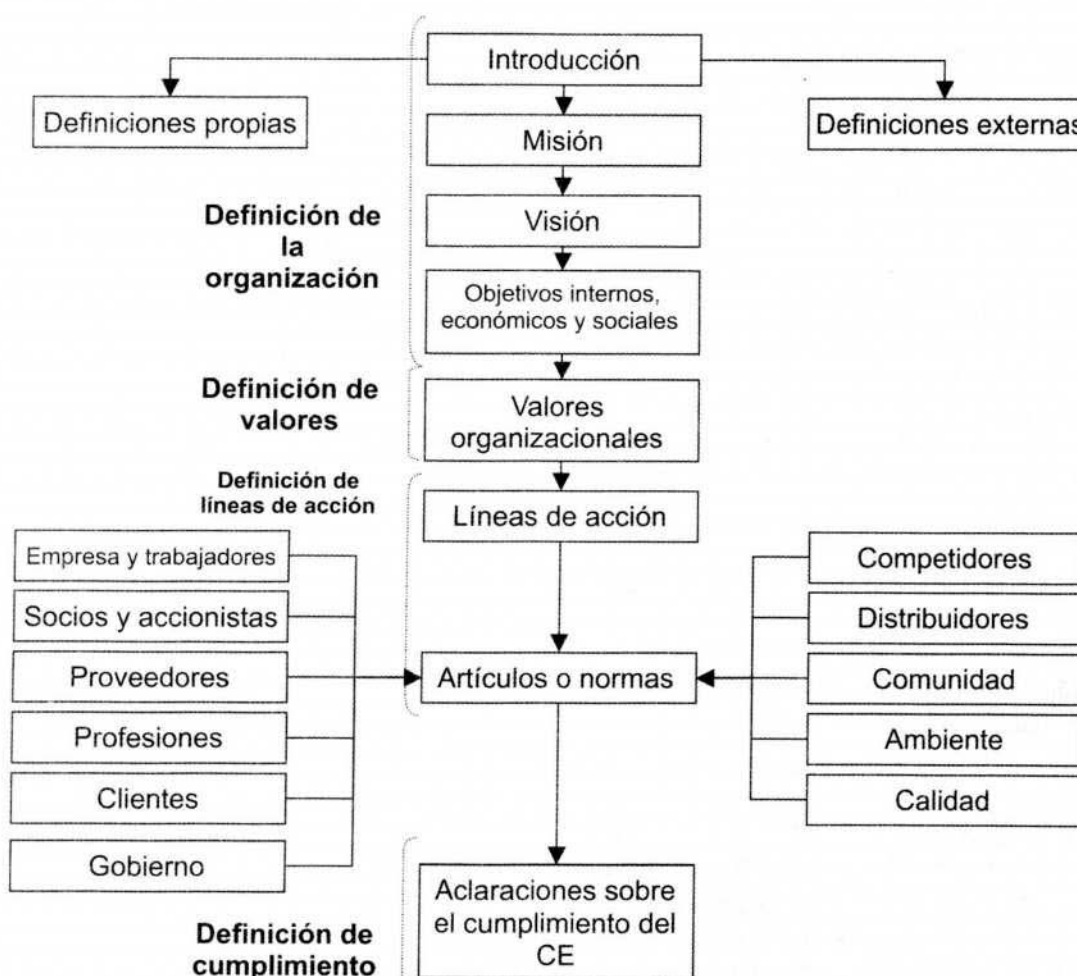 Introducción
Definiciones propias
Definiciones externas
Misión
Visión
Definición de
la
organización
Objetivos internos,
económicos y sociales
Definición de
valores
Valores
organizacionales
Definición de
líneas de acción
Líneas de acción
Empresa y trabajadores
Socios y accionistas
Proveedores
Profesiones
Clientes
Gobierno
Artículos o normas
Competidores
Distribuidores
Comunidad
Ambiente
Calidad
Definición de
cumplimiento
Aclaraciones sobre
el cumplimiento del
CE